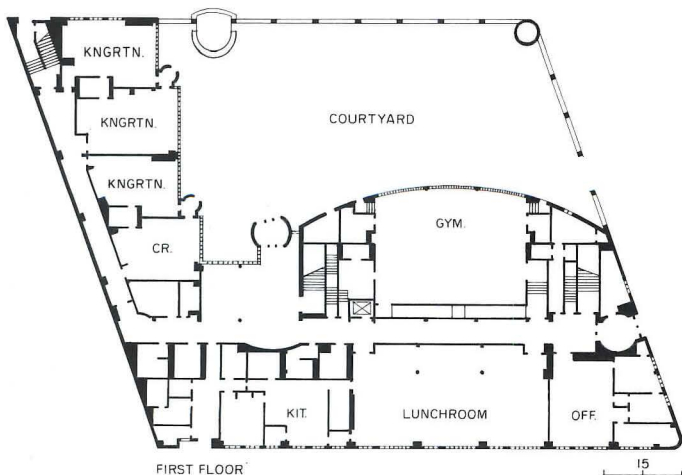 KNGRTN.
KNGRTN.
COURTYARD
KNGRTN.
GYM.
CR.
KIT.
LUNCHROOM
OFF.
FIRST FLOOR
15